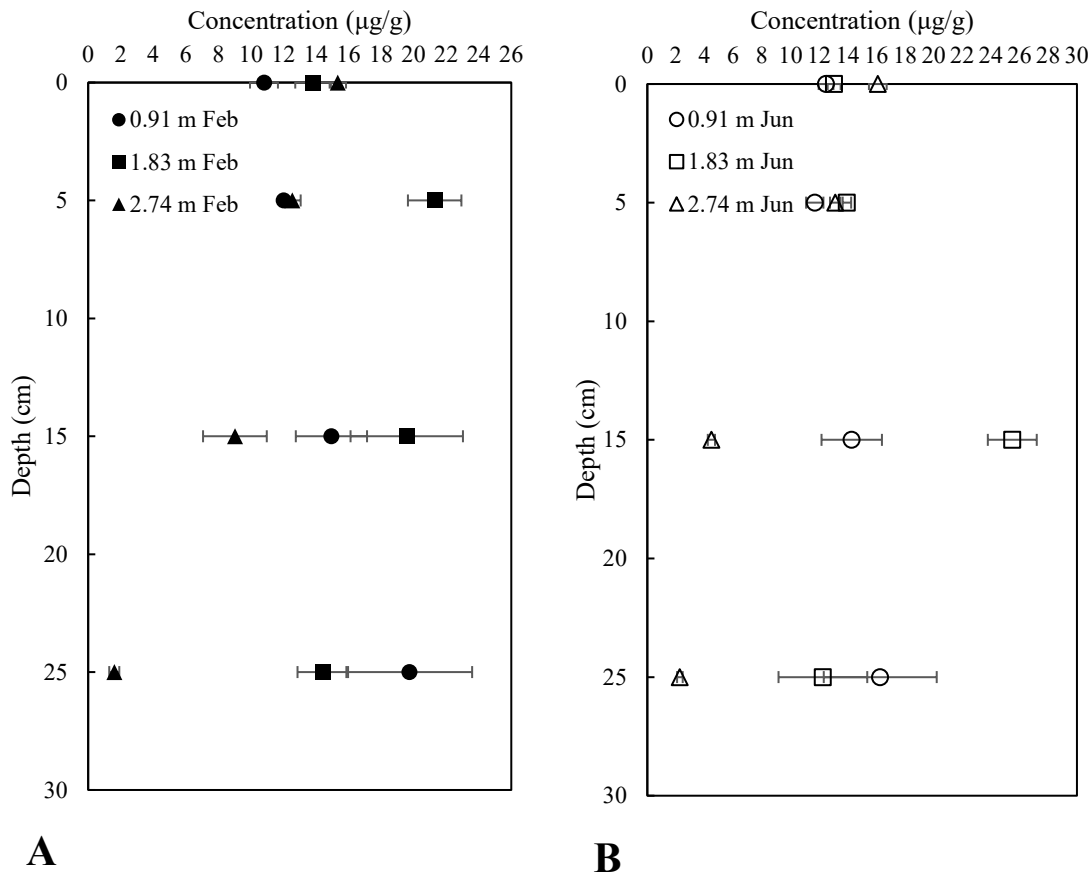 Concentration (µg/g)
0 2 4 6 8 10 12 14 16 18 20 22 24 26
0
5
10
15
20
25
30
Depth (cm)
0.91 m Feb
1.83 m Feb
2.74 m Feb
A
Concentration (µg/g)
0 2 4 6 8 10 12 14 16 18 20 22 24 26 28 30
0
5
10
15
20
25
30
Depth (cm)
0.91 m Jun
1.83 m Jun
2.74 m Jun
B